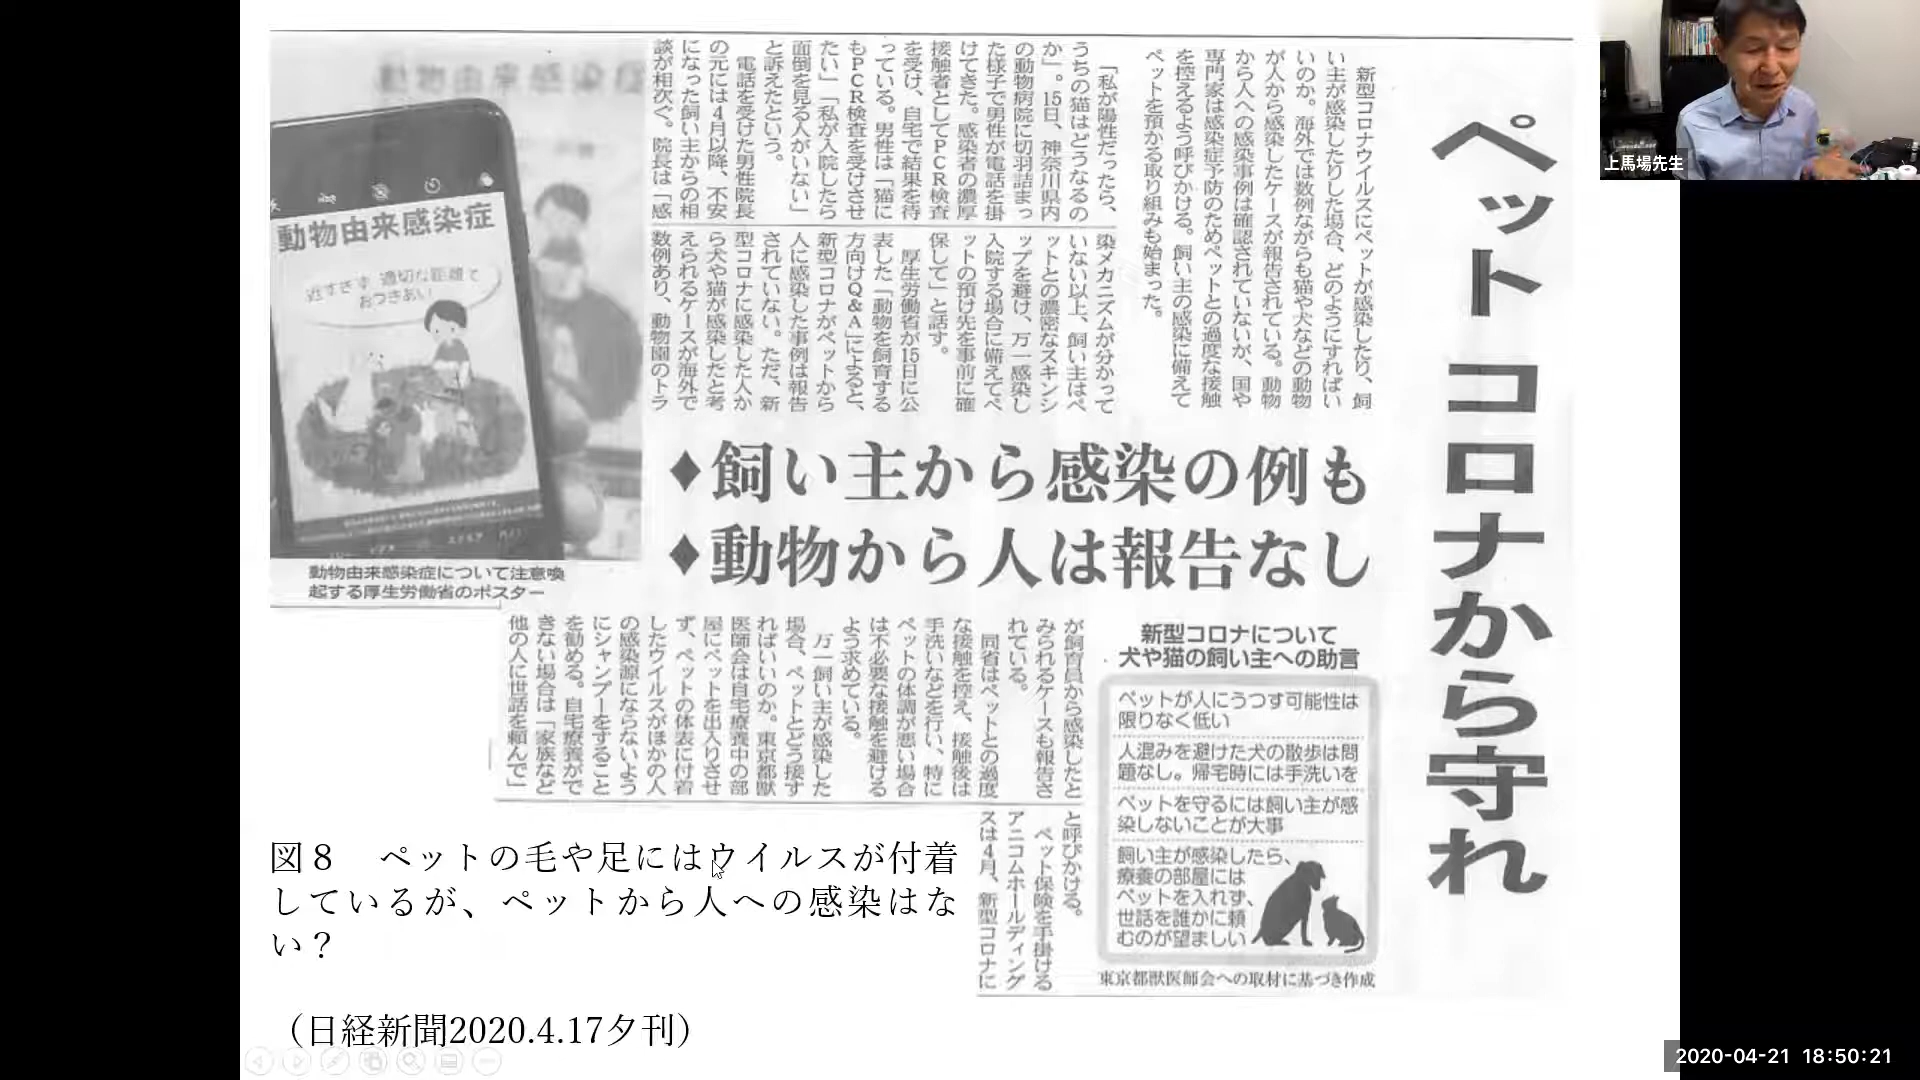 ペット コロナから守れ
新型コロナウイルスにペットが感染したり、飼
い主が感染したりした場合、どのようにすればい
いのか。海外では数例ながらも猫や犬などの動物
が人から感染したケースが報告されている。動物
から人への感染事例は確認されていないが、国や
専門家は感染症予防のためペットとの過度な接触
を控えるよう呼びかける。飼い主の感染に備えて
ペットを預かる取り組みも始まった。
「私が陽性だったら、
うちの猫はどうなるの
か」。15日、神奈川県内
の動物病院に切羽詰まっ
た様子で男性が電話を掛
けてきた。感染者の濃厚
接触者としてPCR検査
を受け、自宅で結果を待
っている。男性は「猫に
もPCR検査を受けさせ
たい」「私が入院したら
面倒を見る人がいない」
と訴えたという。
電話を受けた男性院長
の元には4月以降、不安
になった飼い主からの相
談が相次ぐ。院長は「感
染メカニズムが分かって
いない以上、飼い主はペ
ットとの濃密なスキンシ
ップを避け、万一感染し
入院する場合に備えてペ
ットの預け先を事前に確
保して」と話す。
厚生労働省が15日に公
表した「動物を飼育する
方向けQ&A」によると、
新型コロナがペットから
人に感染した事例は報告
されていない。ただ、新
型コロナに感染した人か
ら犬や猫が感染したと考
えられるケースが海外で
数例あり、動物園のトラ
◆飼い主から感染の例も
◆動物から人は報告なし
動物由来感染症
動物由来感染症
近すぎず 適切な距離で
おつきあい
動物由来感染症について注意喚
起する厚生労働省のポスター
が飼育員から感染したと
みられるケースも報告さ
れている。
同省はペットとの過度
な接触を控え、接触後は
手洗いなどを行い、特に
ペットの体調が悪い場合
は不必要な接触を避ける
よう求めている。
万一飼い主が感染した
場合、ペットとどう接す
ればいいのか。東京都獣
医師会は自宅療養中の部
屋にペットを出入りさせ
ず、ペットの体表に付着
したウイルスがほかの人
の感染源にならないよう
にシャンプーをすること
を勧める。自宅療養がで
きない場合は「家族など
他の人に世話を頼んで」
と呼びかける。
ペット保険を手掛ける
アニコムホールディング
スは4月、新型コロナに
新型コロナについて
犬や猫の飼い主への助言
ペットが人にうつす可能性は
限りなく低い
人混みを避けた犬の散歩は問
題なし。帰宅時には手洗いを
ペットを守るには飼い主が感
染しないことが大事
飼い主が感染したら、
療養の部屋には
ペットを入れず、
世話を誰かに頼
むのが望ましい
東京都獣医師会への取材に基づき作成
図８　ペットの毛や足にはウイルスが付着
しているが、ペットから人への感染はな
い？
（日経新聞2020.4.17夕刊）
上馬場先生
2020-04-21 18:50:21